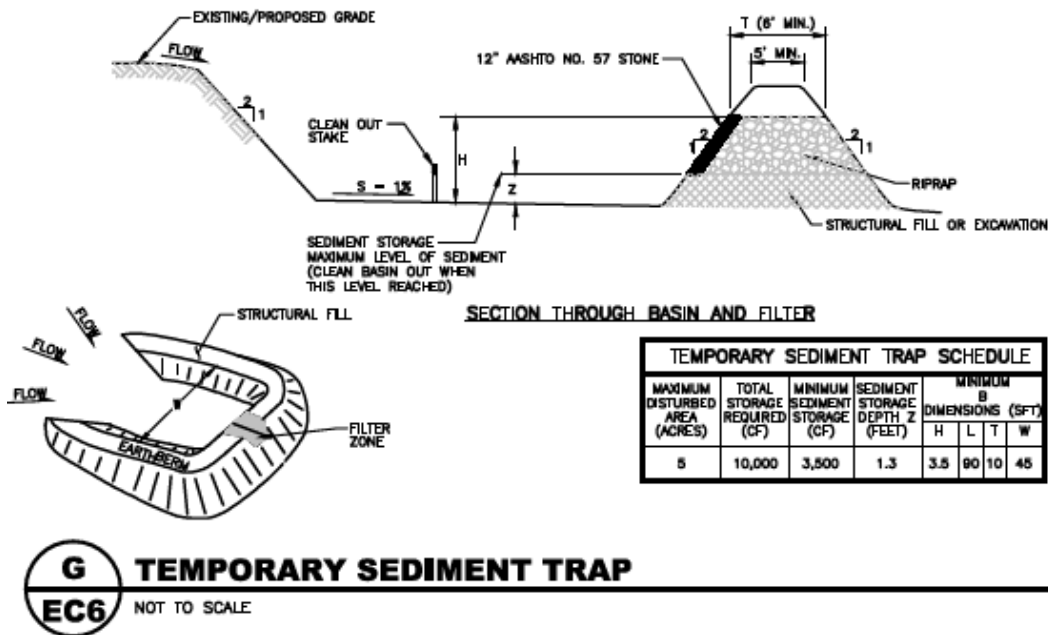 EXISTING/PROPOSED GRADE
FLOW
2
1
CLEAN OUT
STAKE
S = 1%
H
Z
12" AASHTO NO. 57 STONE
T (6' MIN.)
5' MIN.
2
1
2
1
RIPRAP
STRUCTURAL FILL OR EXCAVATION
SEDIMENT STORAGE
MAXIMUM LEVEL OF SEDIMENT
(CLEAN BASIN OUT WHEN
THIS LEVEL REACHED)
SECTION THROUGH BASIN AND FILTER
FLOW
FLOW
FLOW
STRUCTURAL FILL
W
EARTHBERM
FILTER
ZONE
TEMPORARY SEDIMENT TRAP SCHEDULE
MAXIMUM DISTURBED AREA (ACRES)
TOTAL STORAGE REQUIRED (CF)
MINIMUM SEDIMENT STORAGE (CF)
SEDIMENT STORAGE DEPTH Z (FEET)
MINIMUM B DIMENSIONS (SFT)
H L T W
5 10,000 3,500 1.3 3.5 90 10 45
G
EC6
TEMPORARY SEDIMENT TRAP
NOT TO SCALE